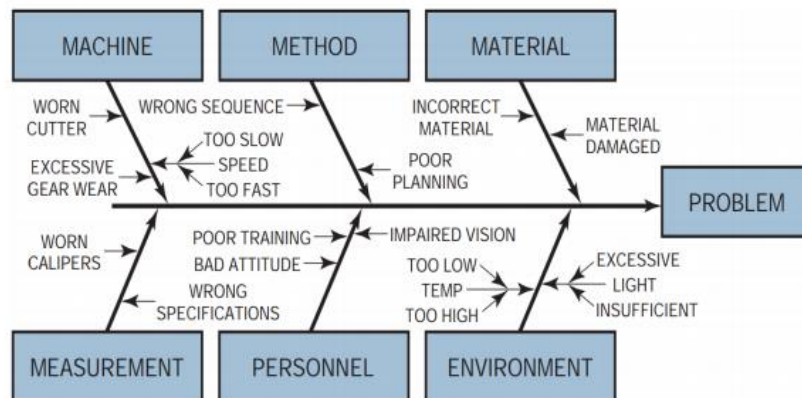 MACHINE
METHOD
MATERIAL
WORN
CUTTER
EXCESSIVE
GEAR WEAR
TOO SLOW
SPEED
TOO FAST
WRONG SEQUENCE
POOR
PLANNING
INCORRECT
MATERIAL
MATERIAL
DAMAGED
PROBLEM
WORN
CALIPERS
WRONG
SPECIFICATIONS
POOR TRAINING
BAD ATTITUDE
IMPAIRED VISION
TOO LOW
TEMP
TOO HIGH
EXCESSIVE
LIGHT
INSUFFICIENT
MEASUREMENT
PERSONNEL
ENVIRONMENT